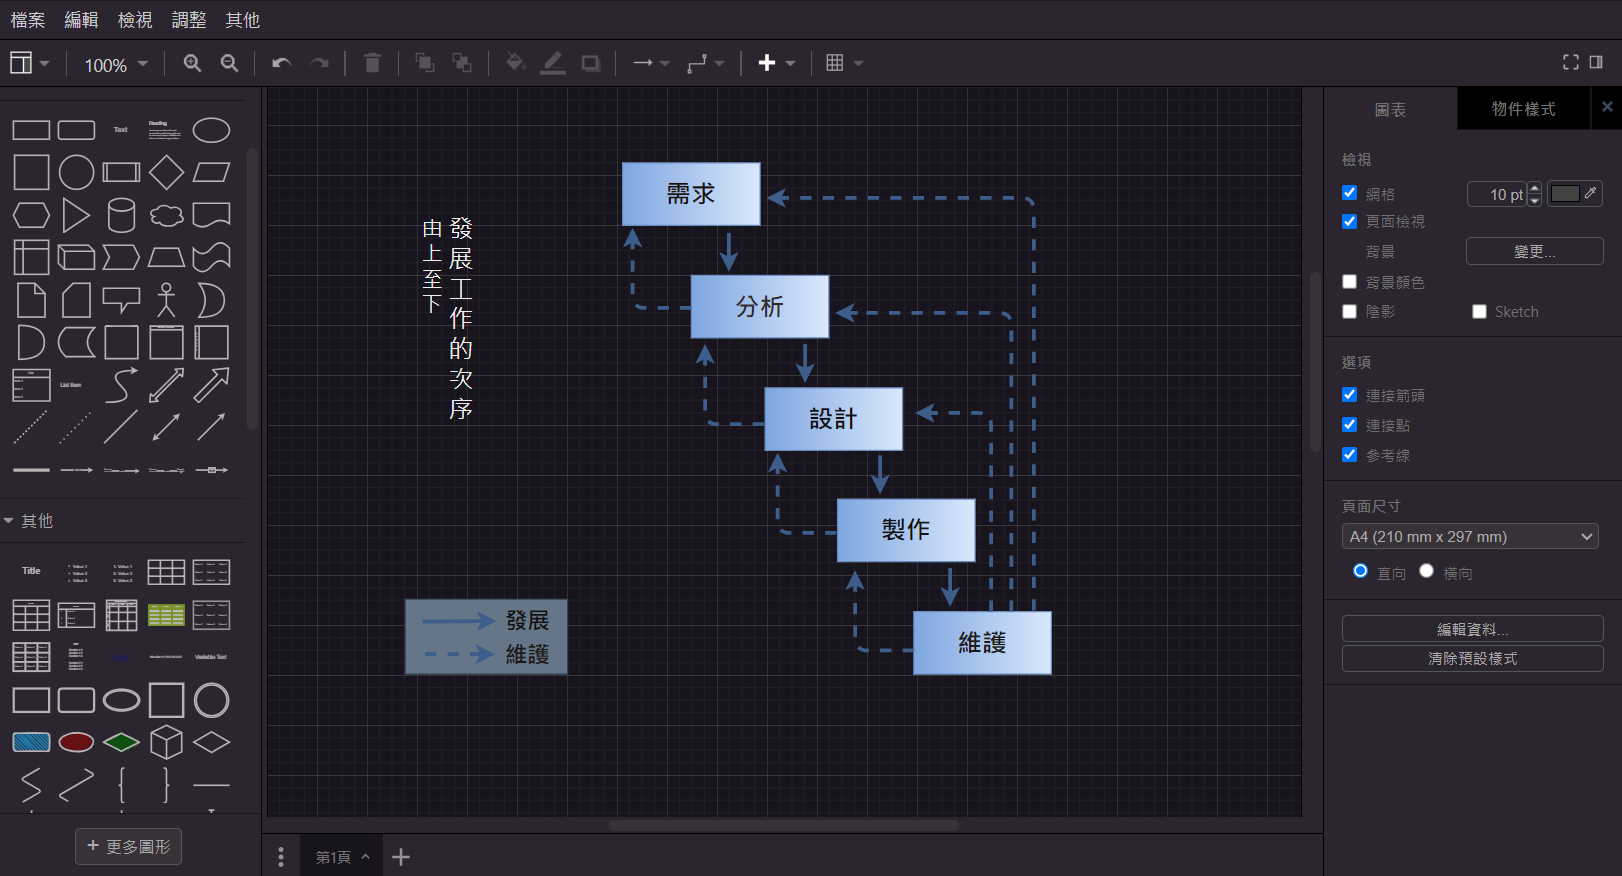 檔案 編輯 檢視 調整 其他
100%
Text
Heading
List Item
其他
Title
Variable Text
+ 更多圖形
由上至下
發展工作的次序
需求
分析
設計
製作
維護
發展
維護
第1頁
圖表 物件樣式
檢視
網格 10 pt
頁面檢視
背景 變更...
背景顏色
陰影 Sketch
選項
連接箭頭
連接點
參考線
頁面尺寸
A4 (210 mm x 297 mm)
直向 橫向
編輯資料...
清除預設樣式